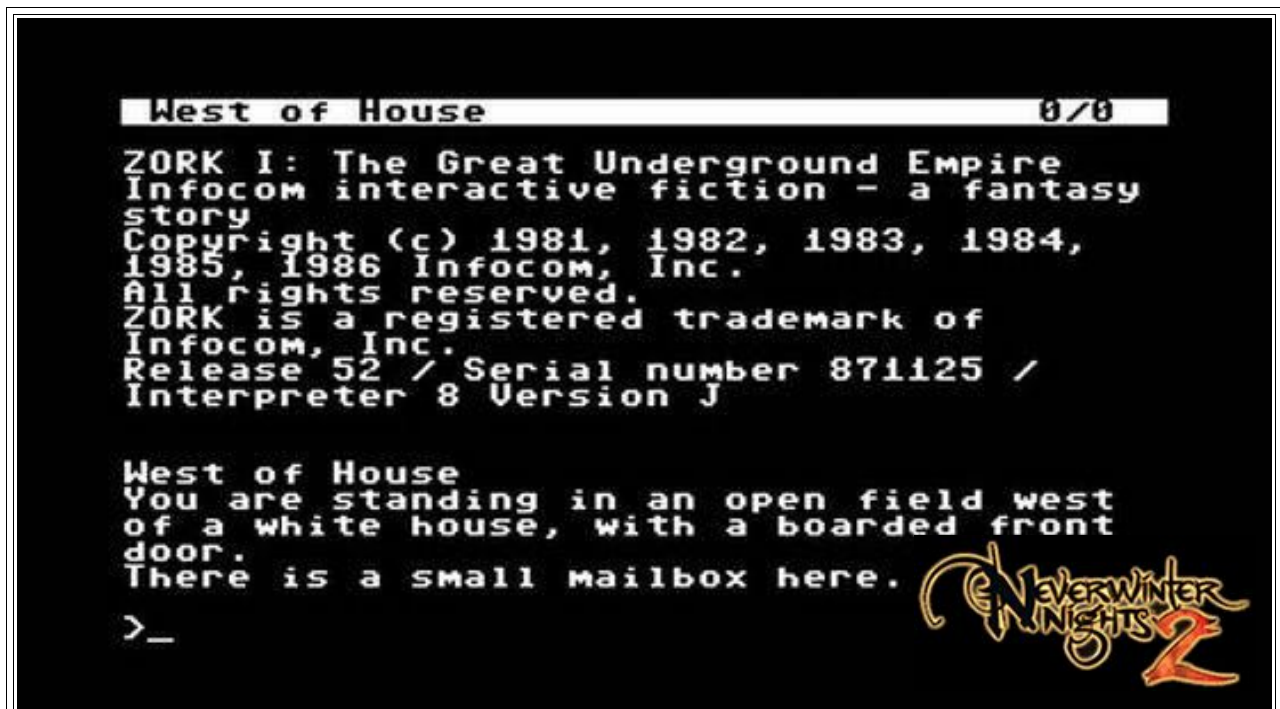 West of House 0/0
ZORK I: The Great Underground Empire
Infocom interactive fiction - a fantasy
story
Copyright (c) 1981, 1982, 1983, 1984,
1985, 1986 Infocom, Inc.
All rights reserved.
ZORK is a registered trademark of
Infocom, Inc.
Release 52 / Serial number 871125 /
Interpreter 8 Version J
West of House
You are standing in an open field west
of a white house, with a boarded front
door.
There is a small mailbox here.
>_
NEVERWINTER
NIGHTS 2